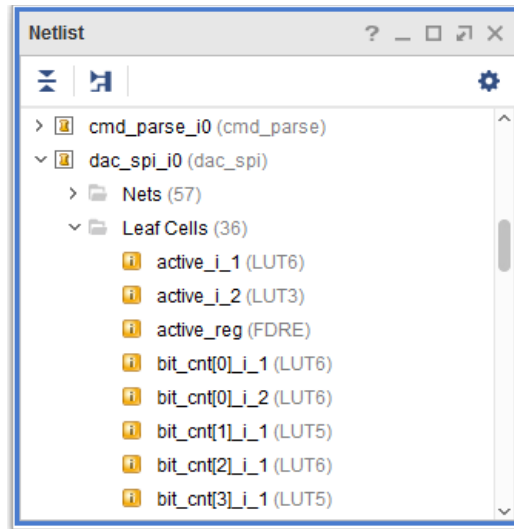 Netlist
cmd_parse_i0 (cmd_parse)
dac_spi_i0 (dac_spi)
Nets (57)
Leaf Cells (36)
active_i_1 (LUT6)
active_i_2 (LUT3)
active_reg (FDRE)
bit_cnt[0]_i_1 (LUT6)
bit_cnt[0]_i_2 (LUT6)
bit_cnt[1]_i_1 (LUT5)
bit_cnt[2]_i_1 (LUT6)
bit_cnt[3]_i_1 (LUT5)